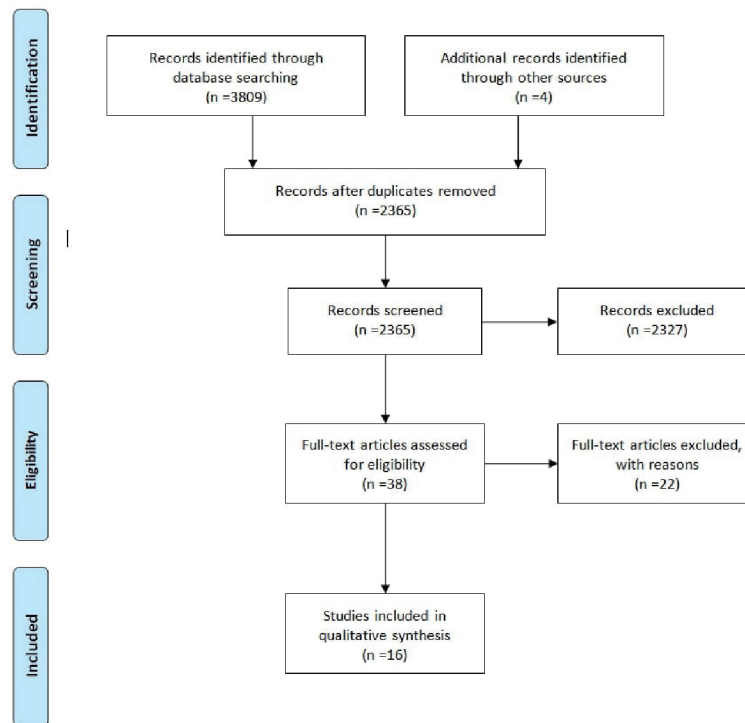 Identification
Records identified through
database searching
(n =3809)
Additional records identified
through other sources
(n =4)
Records after duplicates removed
(n =2365)
Screening
Records screened
(n =2365)
Records excluded
(n =2327)
Eligibility
Full-text articles assessed
for eligibility
(n =38)
Full-text articles excluded,
with reasons
(n =22)
Included
Studies included in
qualitative synthesis
(n =16)